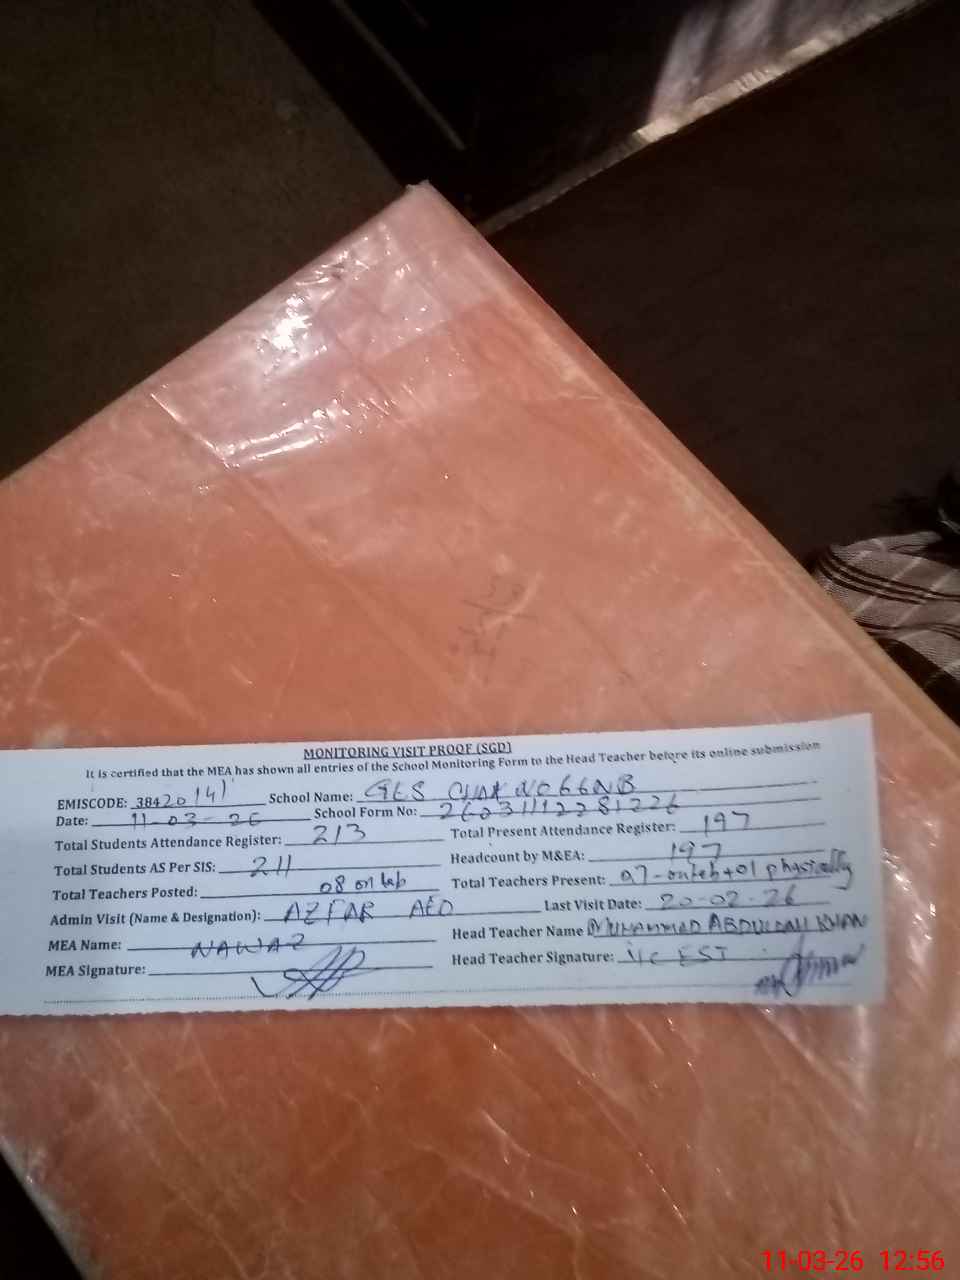 MONITORING VISIT PROOF (SGD)
It is certified that the MEA has shown all entries of the School Monitoring Form to the Head Teacher before its online submission
EMISCODE: 38420141 School Name: GES CHAK NO 66NB
Date: 11-03-26 School Form No: 26031112281226
Total Students Attendance Register: 213 Total Present Attendance Register: 197
Total Students AS Per SIS: 211 Headcount by M&EA: 197
Total Teachers Posted: 08 on tab Total Teachers Present: 07-ontab+01 physically
Admin Visit (Name & Designation): AZFAR AEO Last Visit Date: 20-02-26
MEA Name: NAWAZ Head Teacher Name MUHAMMAD ABDULLAH KHAN
MEA Signature: Head Teacher Signature: i/c EST
11-03-26 12:56